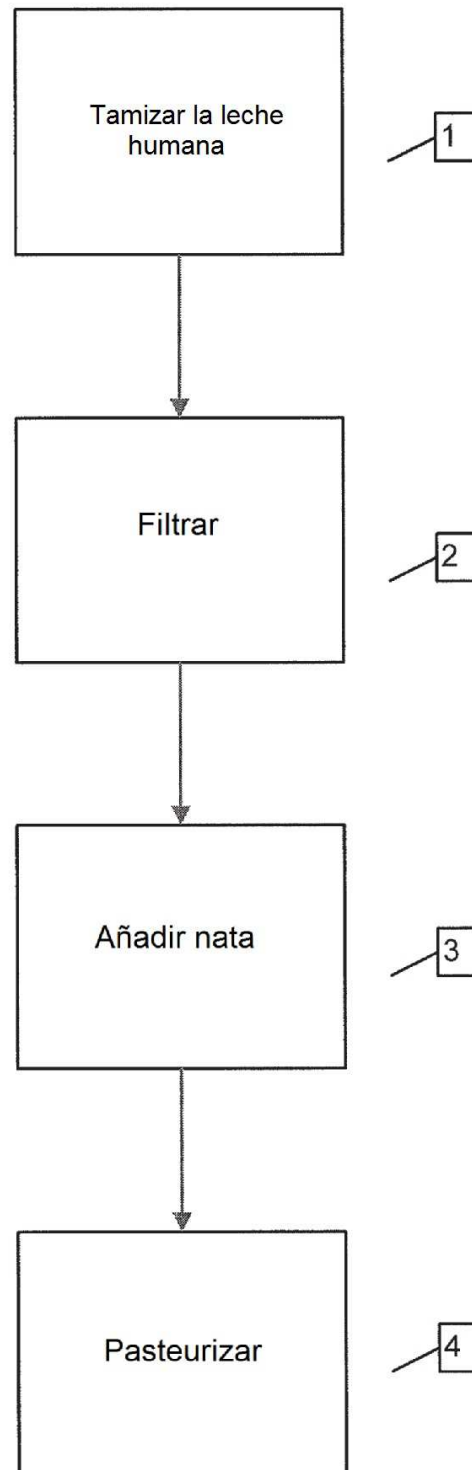 Tamizar la leche
humana
1
Filtrar
2
Añadir nata
3
Pasteurizar
4